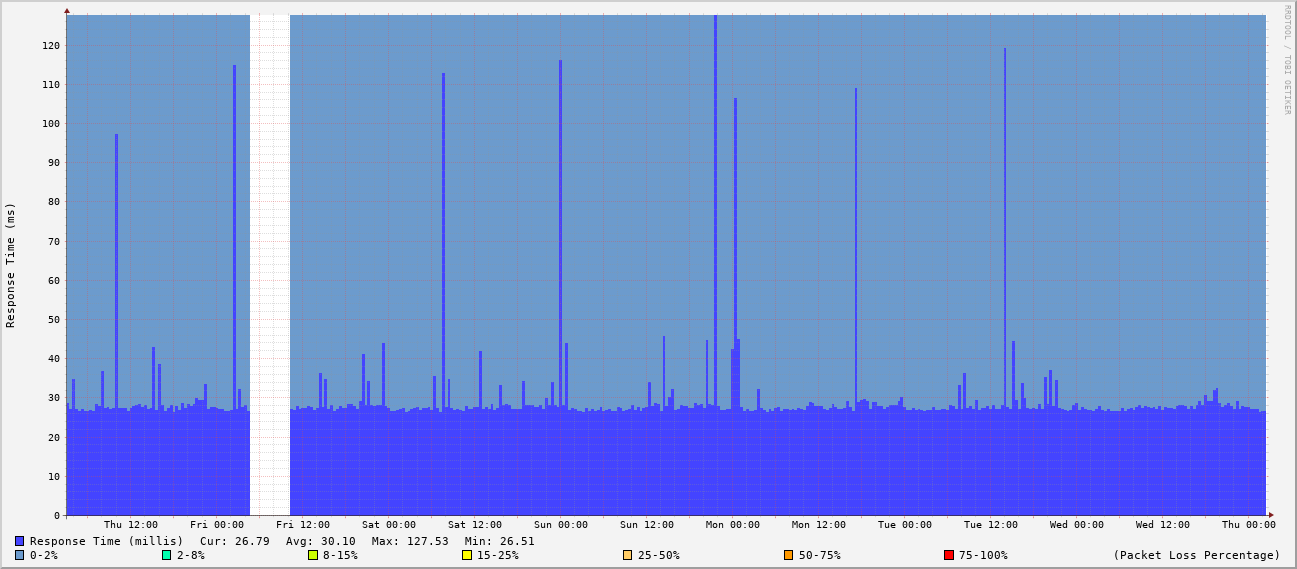 RRDTOOL / TOBI OETIKER
Response Time (ms)
120
110
100
90
80
70
60
50
40
30
20
10
0
Thu 12:00 Fri 00:00 Fri 12:00 Sat 00:00 Sat 12:00 Sun 00:00 Sun 12:00 Mon 00:00 Mon 12:00 Tue 00:00 Tue 12:00 Wed 00:00 Wed 12:00 Thu 00:00
Response Time (millis) Cur: 26.79 Avg: 30.10 Max: 127.53 Min: 26.51
0-2% 2-8% 8-15% 15-25% 25-50% 50-75% 75-100% (Packet Loss Percentage)